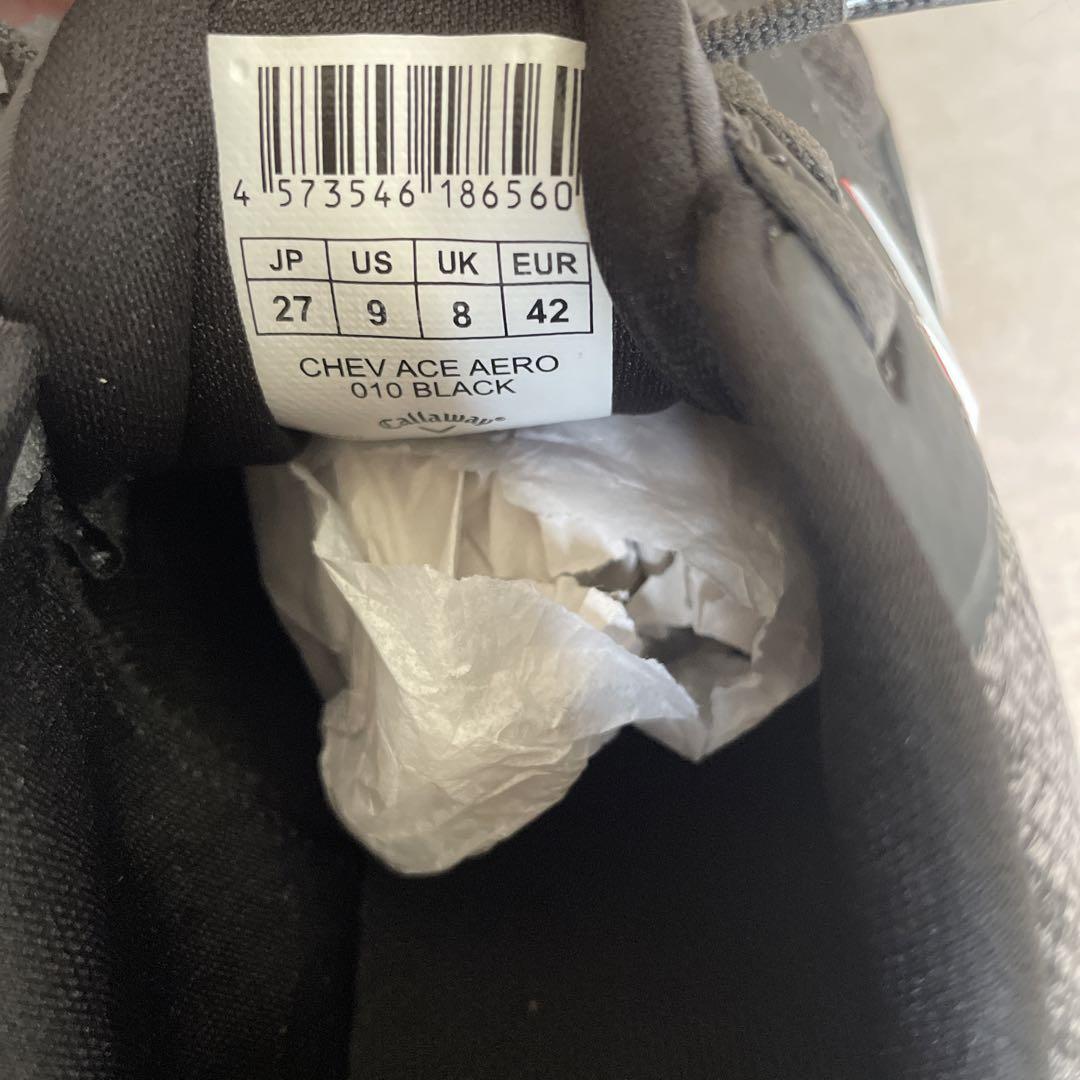 4 573546 186560
JP US UK EUR
27 9 8 42
CHEV ACE AERO
010 BLACK
Callaway®